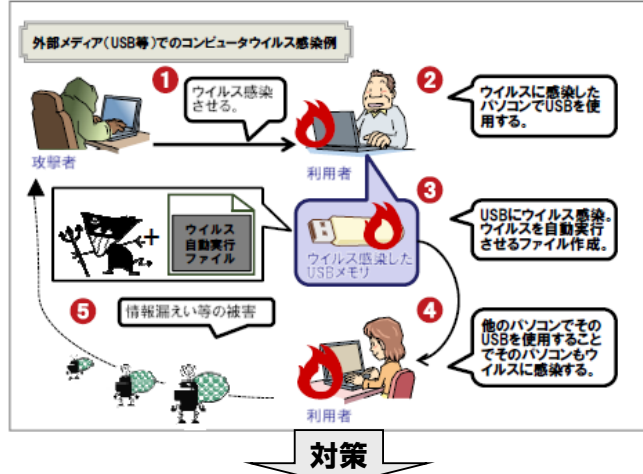 外部メディア(USB等)でのコンピュータウイルス感染例
1
ウイルス感染
させる。
攻撃者
利用者
2
ウイルスに感染した
パソコンでUSBを使
用する。
3
USBにウイルス感染。
ウイルスを自動実行
させるファイル作成。
+
ウイルス
自動実行
ファイル
ウイルス感染した
USBメモリ
4
他のパソコンでその
USBを使用すること
でそのパソコンもウ
イルスに感染する。
利用者
5
情報漏えい等の被害
対策